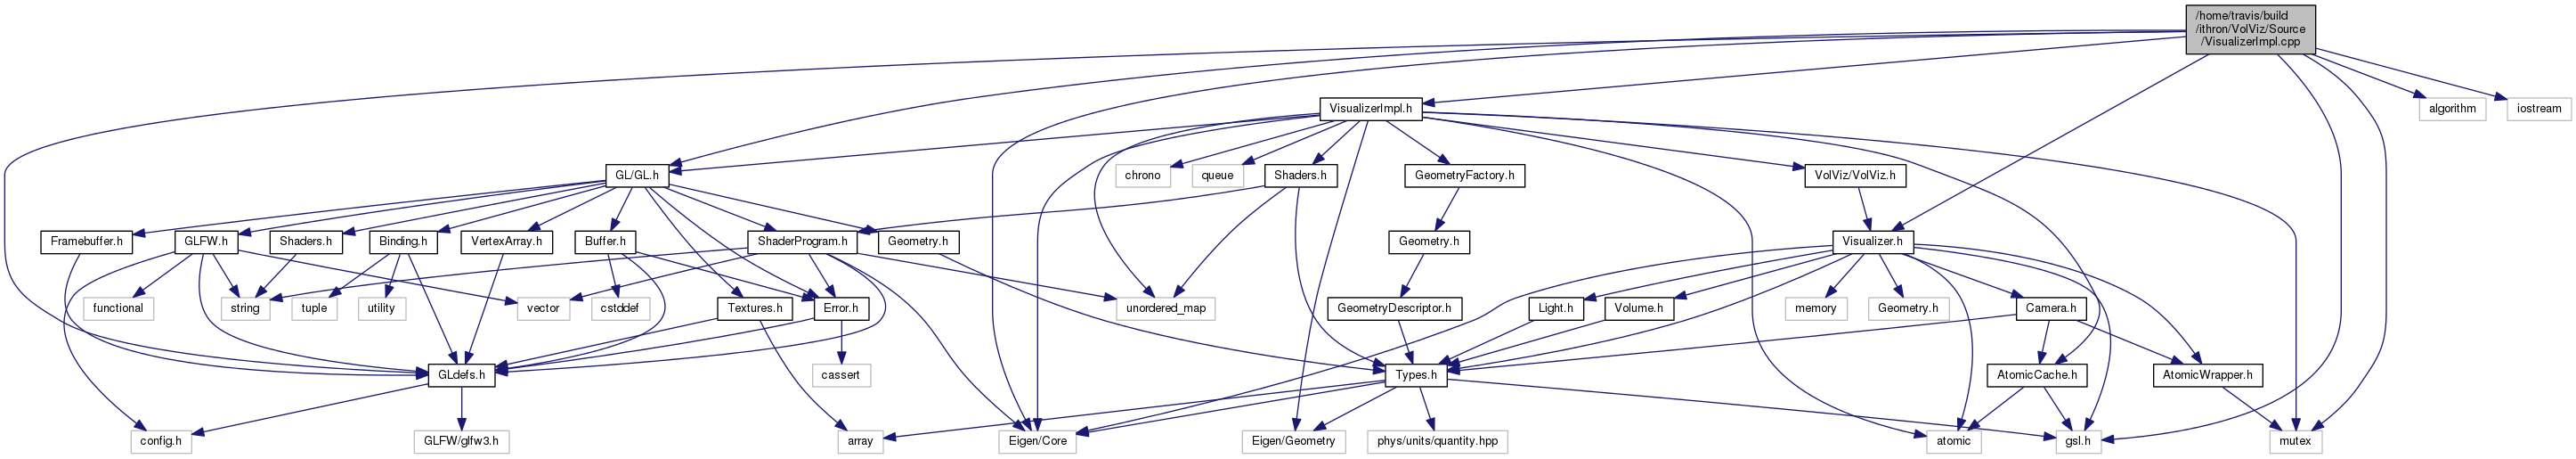 /home/travis/build
/ithron/VolViz/Source
/VisualizerImpl.cpp
VisualizerImpl.h
algorithm
iostream
GL/GL.h
chrono
queue
Shaders.h
GeometryFactory.h
VolViz/VolViz.h
Framebuffer.h
GLFW.h
Shaders.h
Binding.h
VertexArray.h
Buffer.h
ShaderProgram.h
Geometry.h
Geometry.h
Visualizer.h
functional
string
tuple
utility
vector
cstddef
Textures.h
Error.h
unordered_map
GeometryDescriptor.h
Light.h
Volume.h
memory
Geometry.h
Camera.h
GLdefs.h
cassert
Types.h
AtomicCache.h
AtomicWrapper.h
config.h
GLFW/glfw3.h
array
Eigen/Core
Eigen/Geometry
phys/units/quantity.hpp
atomic
gsl.h
mutex